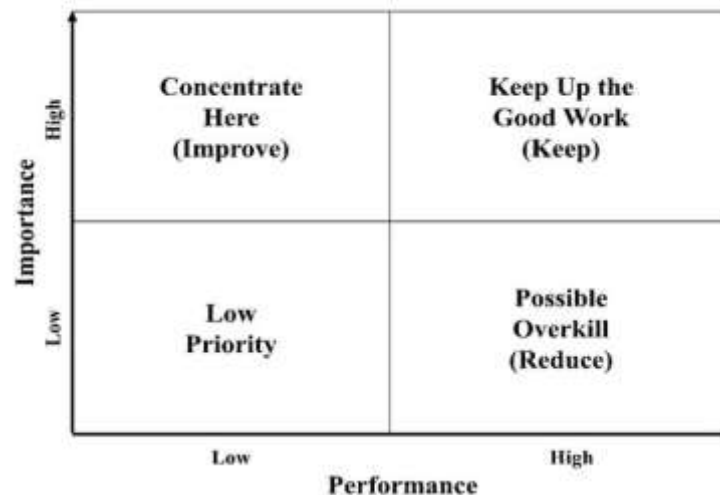 Concentrate
Here
(Improve)
Keep Up the
Good Work
(Keep)
High
Importance
Low
Low
Priority
Possible
Overkill
(Reduce)
Low
High
Performance